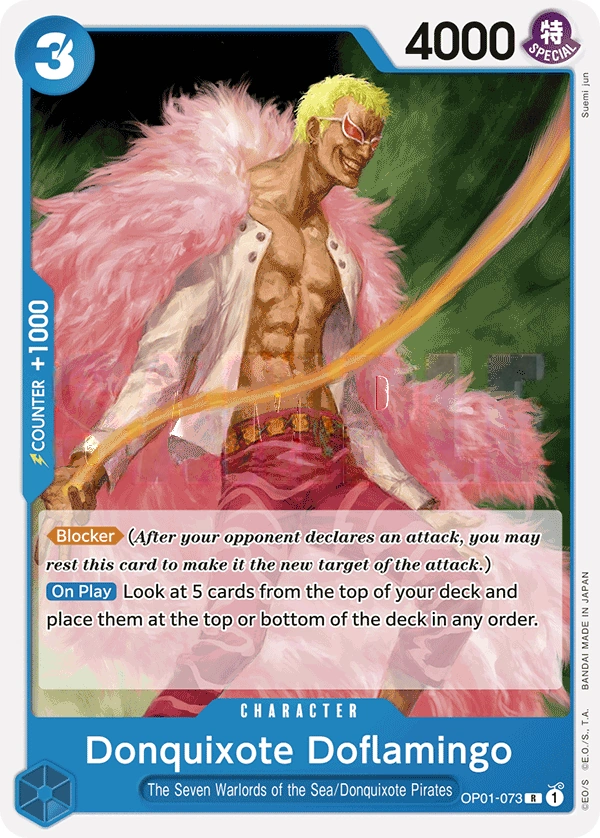 3
4000
特
SPECIAL
Suemi jun
COUNTER +1000
SAMPLE
Blocker (After your opponent declares an attack, you may
rest this card to make it the new target of the attack.)
On Play Look at 5 cards from the top of your deck and
place them at the top or bottom of the deck in any order.
CHARACTER
Donquixote Doflamingo
The Seven Warlords of the Sea/Donquixote Pirates
OP01-073 R 1
©E.O/S ©E.O./S., T.A. BANDAI MADE IN JAPAN